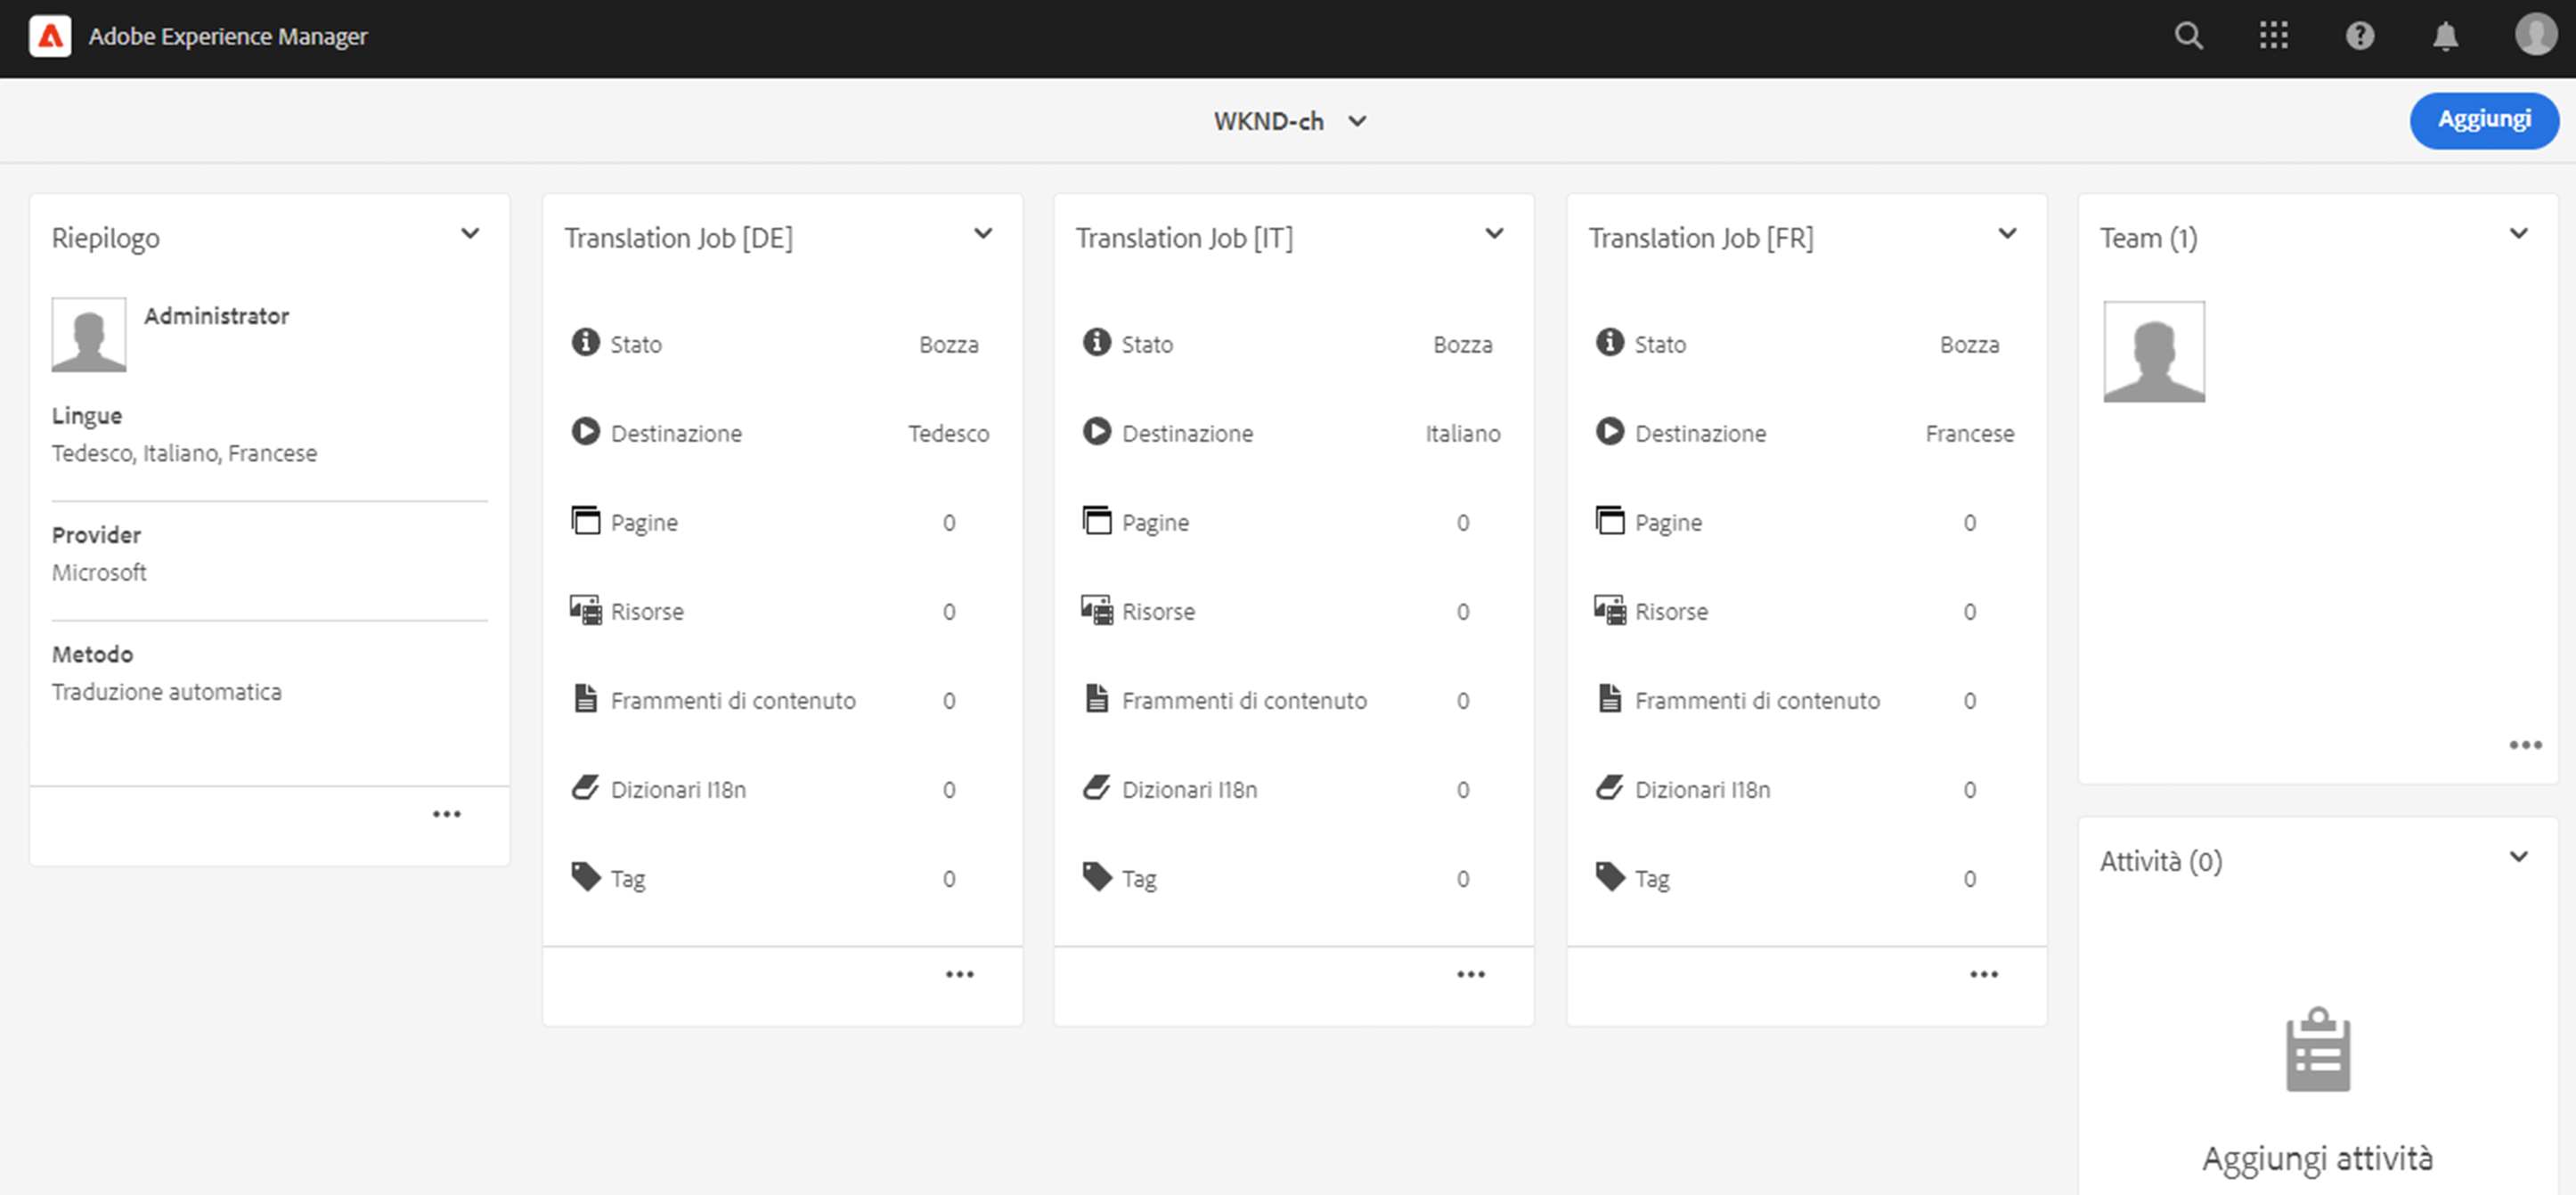 Adobe Experience Manager
WKND-ch
Aggiungi
Riepilogo
Administrator
Lingue
Tedesco, Italiano, Francese
Provider
Microsoft
Metodo
Traduzione automatica
Translation Job [DE]
Stato Bozza
Destinazione Tedesco
Pagine 0
Risorse 0
Frammenti di contenuto 0
Dizionari I18n 0
Tag 0
Translation Job [IT]
Stato Bozza
Destinazione Italiano
Pagine 0
Risorse 0
Frammenti di contenuto 0
Dizionari I18n 0
Tag 0
Translation Job [FR]
Stato Bozza
Destinazione Francese
Pagine 0
Risorse 0
Frammenti di contenuto 0
Dizionari I18n 0
Tag 0
Team (1)
Attività (0)
Aggiungi attività